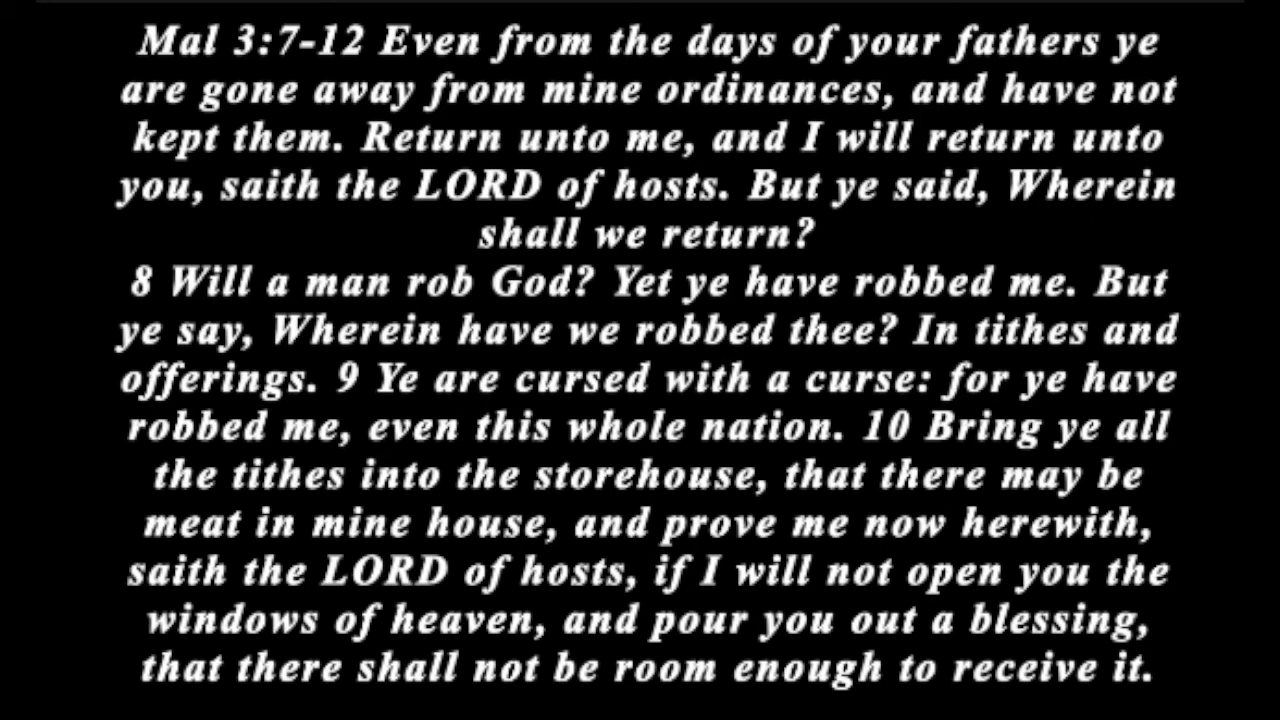 Mal 3:7-12 Even from the days of your fathers ye
are gone away from mine ordinances, and have not
kept them. Return unto me, and I will return unto
you, saith the LORD of hosts. But ye said, Wherein
shall we return?
8 Will a man rob God? Yet ye have robbed me. But
ye say, Wherein have we robbed thee? In tithes and
offerings. 9 Ye are cursed with a curse: for ye have
robbed me, even this whole nation. 10 Bring ye all
the tithes into the storehouse, that there may be
meat in mine house, and prove me now herewith,
saith the LORD of hosts, if I will not open you the
windows of heaven, and pour you out a blessing,
that there shall not be room enough to receive it.